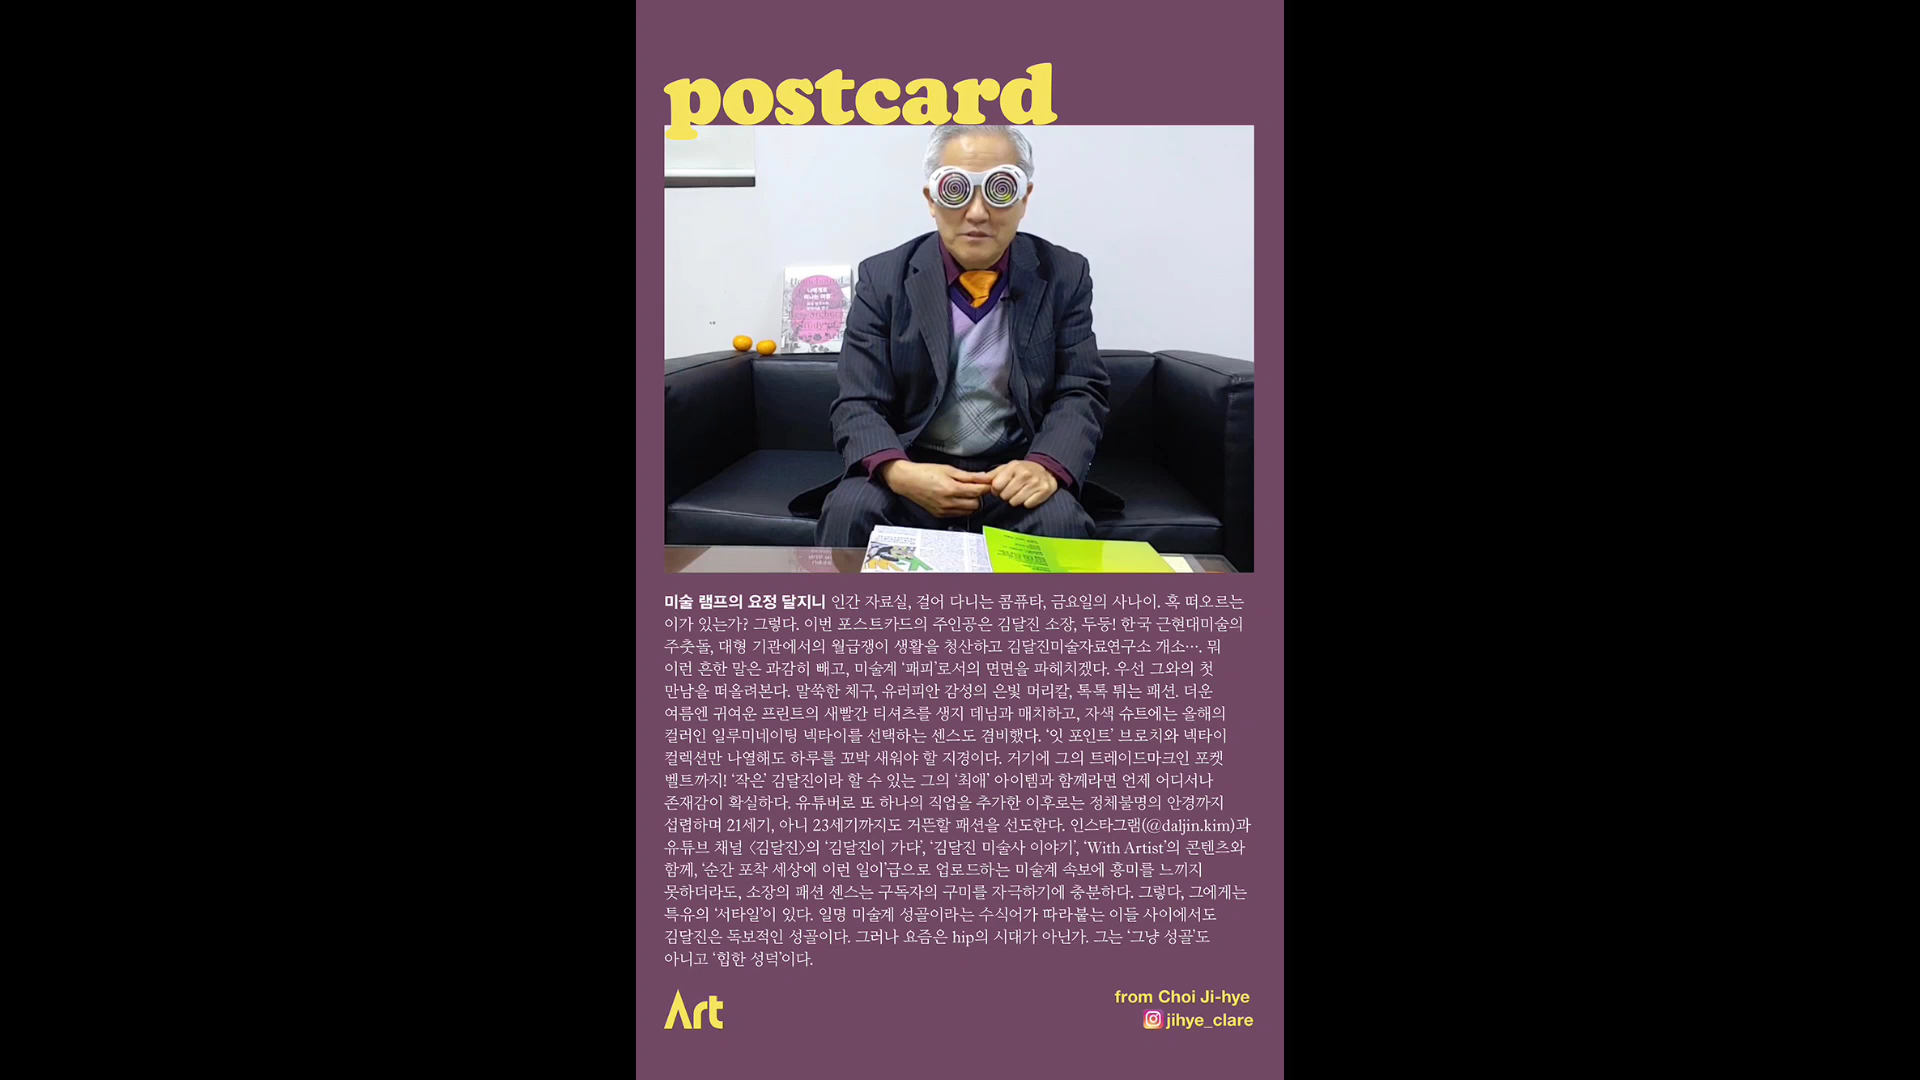 postcard
나에게로
떠나는 여행
미술 램프의 요정 달지니 인간 자료실, 걸어 다니는 콤퓨타, 금요일의 사나이. 혹 떠오르는
이가 있는가? 그렇다. 이번 포스트카드의 주인공은 김달진 소장, 두둥! 한국 근현대미술의
주춧돌, 대형 기관에서의 월급쟁이 생활을 청산하고 김달진미술자료연구소 개소…. 뭐
이런 흔한 말은 과감히 빼고, 미술계 ‘패피’로서의 면면을 파헤치겠다. 우선 그와의 첫
만남을 떠올려본다. 말쑥한 체구, 유러피안 감성의 은빛 머리칼, 톡톡 튀는 패션. 더운
여름엔 귀여운 프린트의 새빨간 티셔츠를 생지 데님과 매치하고, 자색 슈트에는 올해의
컬러인 일루미네이팅 넥타이를 선택하는 센스도 겸비했다. ‘잇 포인트’ 브로치와 넥타이
컬렉션만 나열해도 하루를 꼬박 새워야 할 지경이다. 거기에 그의 트레이드마크인 포켓
벨트까지! ‘작은’ 김달진이라 할 수 있는 그의 ‘최애’ 아이템과 함께라면 언제 어디서나
존재감이 확실하다. 유튜버로 또 하나의 직업을 추가한 이후로는 정체불명의 안경까지
섭렵하며 21세기, 아니 23세기까지도 거뜬할 패션을 선도한다. 인스타그램(@daljin.kim)과
유튜브 채널 〈김달진〉의 ‘김달진이 가다’, ‘김달진 미술사 이야기’, ‘With Artist’의 콘텐츠와
함께, ‘순간 포착 세상에 이런 일이’급으로 업로드하는 미술계 속보에 흥미를 느끼지
못하더라도, 소장의 패션 센스는 구독자의 구미를 자극하기에 충분하다. 그렇다, 그에게는
특유의 ‘서타일’이 있다. 일명 미술계 성골이라는 수식어가 따라붙는 이들 사이에서도
김달진은 독보적인 성골이다. 그러나 요즘은 hip의 시대가 아닌가. 그는 ‘그냥 성골’도
아니고 ‘힙한 성덕’이다.
Art
from Choi Ji-hye
jihye_clare